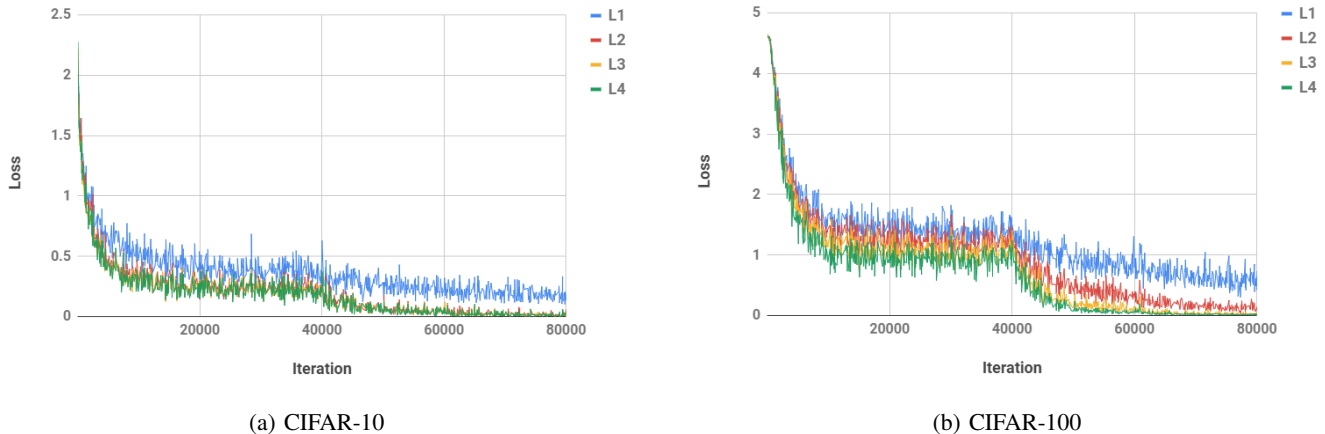 2.5
2
1.5
1
0.5
0
Loss
20000 40000 60000 80000
Iteration
L1
L2
L3
L4
(a) CIFAR-10
5
4
3
2
1
0
Loss
20000 40000 60000 80000
Iteration
L1
L2
L3
L4
(b) CIFAR-100